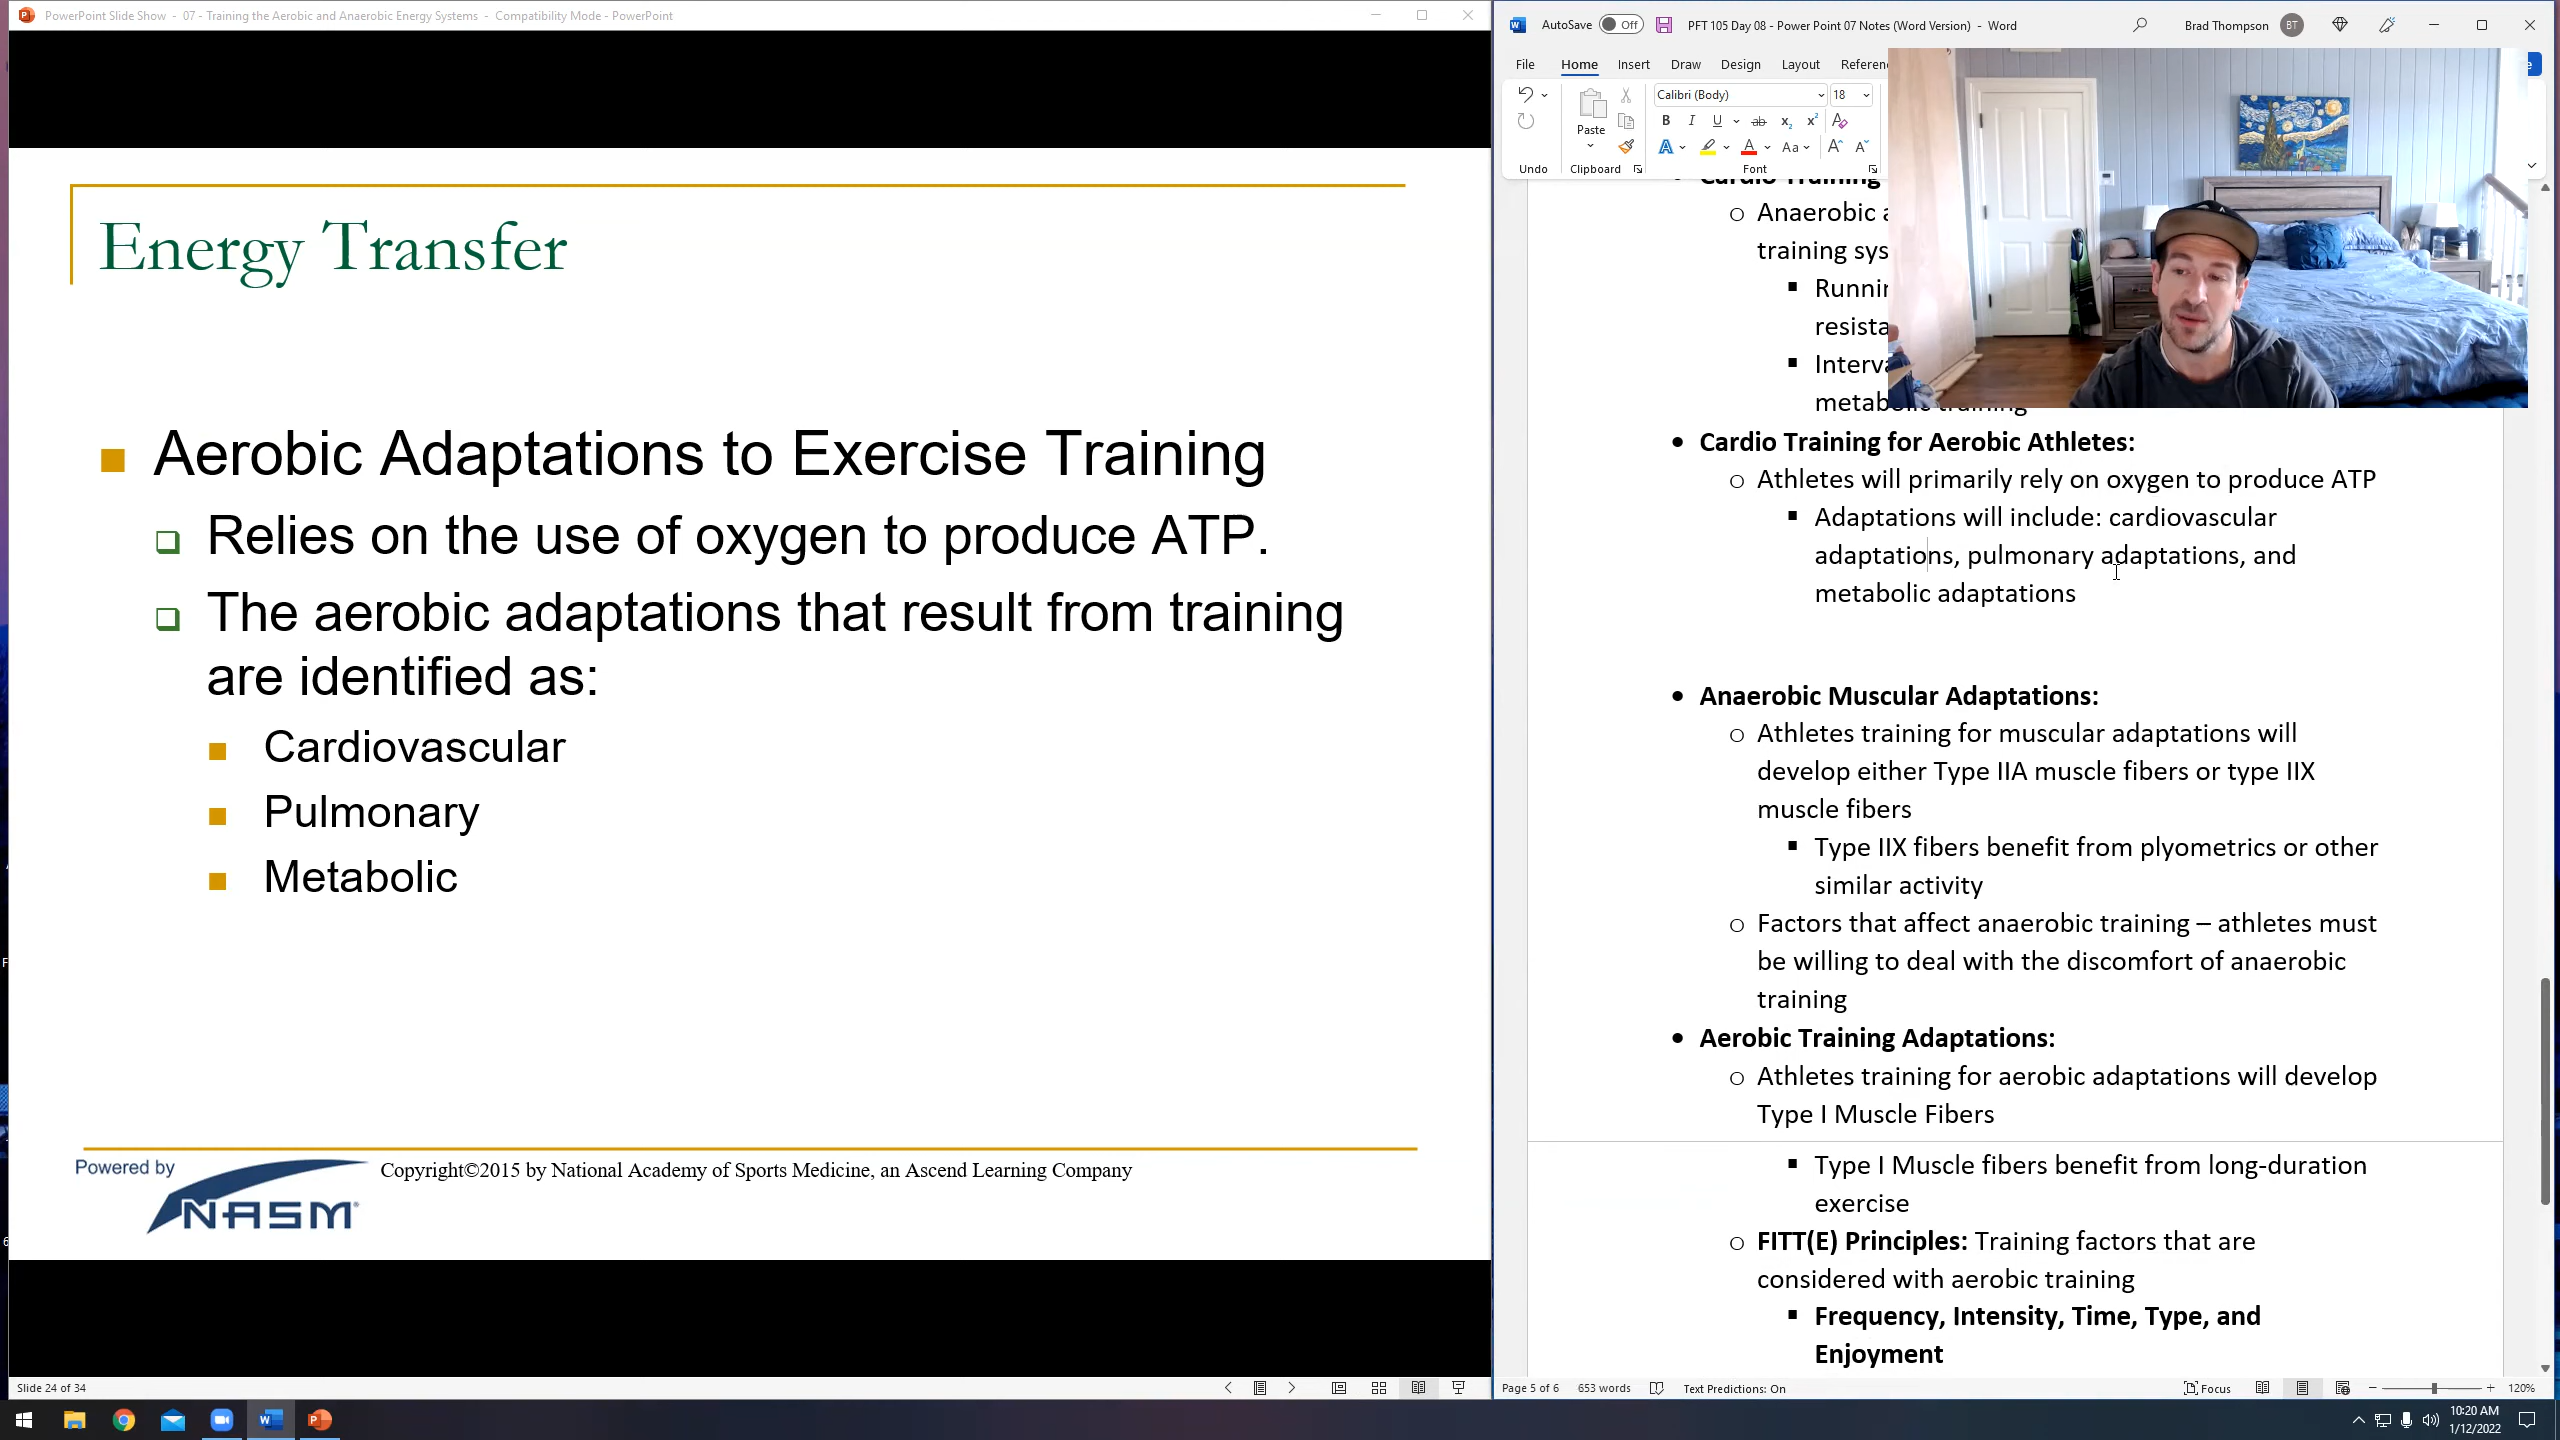 PowerPoint Slide Show - 07 - Training the Aerobic and Anaerobic Energy Systems - Compatibility Mode - PowerPoint
Energy Transfer
Aerobic Adaptations to Exercise Training
Relies on the use of oxygen to produce ATP.
The aerobic adaptations that result from training
are identified as:
Cardiovascular
Pulmonary
Metabolic
Powered by
NASM
Copyright©2015 by National Academy of Sports Medicine, an Ascend Learning Company
Slide 24 of 34
AutoSave Off PFT 105 Day 08 - Power Point 07 Notes (Word Version) - Word Brad Thompson BT
File Home Insert Draw Design Layout
Calibri (Body) 18
Paste
Undo Clipboard Font
Cardio Training
Anaerobic
training
Cardio Training for Aerobic Athletes:
Athletes will primarily rely on oxygen to produce ATP
Adaptations will include: cardiovascular
adaptations, pulmonary adaptations, and
metabolic adaptations
Anaerobic Muscular Adaptations:
Athletes training for muscular adaptations will
develop either Type IIA muscle fibers or type IIX
muscle fibers
Type IIX fibers benefit from plyometrics or other
similar activity
Factors that affect anaerobic training – athletes must
be willing to deal with the discomfort of anaerobic
training
Aerobic Training Adaptations:
Athletes training for aerobic adaptations will develop
Type I Muscle Fibers
Type I Muscle fibers benefit from long-duration
exercise
FITT(E) Principles: Training factors that are
considered with aerobic training
Frequency, Intensity, Time, Type, and
Enjoyment
Page 5 of 6 653 words Text Predictions: On Focus 120%
10:20 AM
1/12/2022